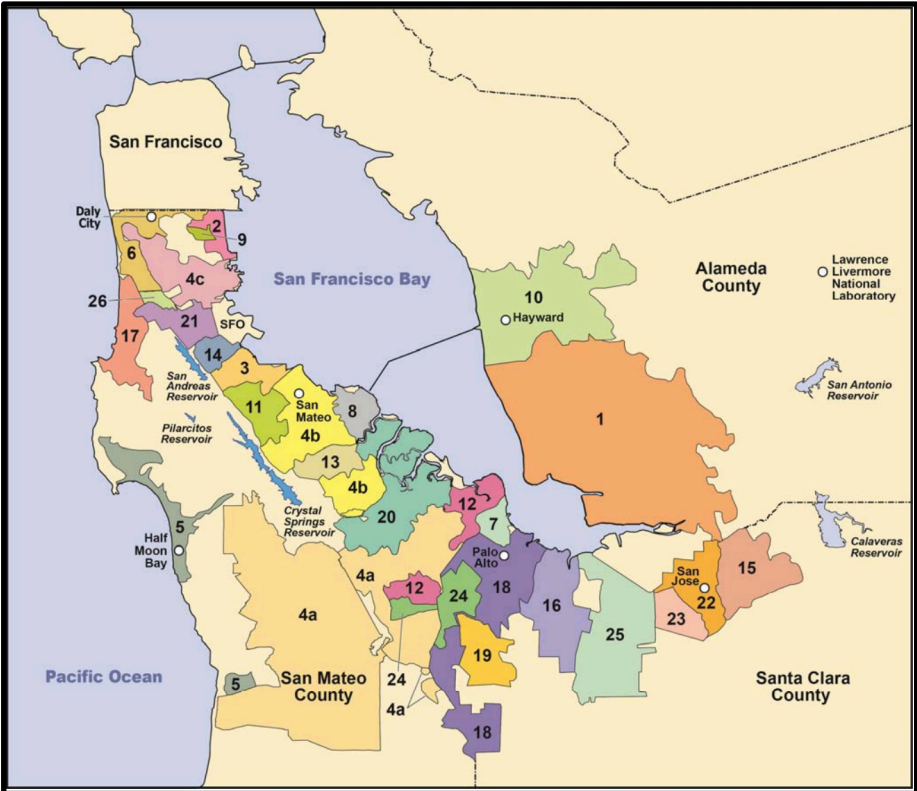 San Francisco
Daly
City
2
9
6
4c
26
San Francisco Bay
Alameda
County
Lawrence
Livermore
National
Laboratory
10
Hayward
21
SFO
17
14
3
San
Andreas
Reservoir
San Antonio
Reservoir
11
San
Mateo
8
1
Pilarcitos
Reservoir
4b
13
4b
12
20
7
Crystal
Springs
Reservoir
5
Half
Moon
Bay
Calaveras
Reservoir
Palo
Alto
4a
12
24
18
16
San
Jose
15
22
23
4a
25
19
Pacific Ocean
5
San Mateo
County
24
4a
Santa Clara
County
18